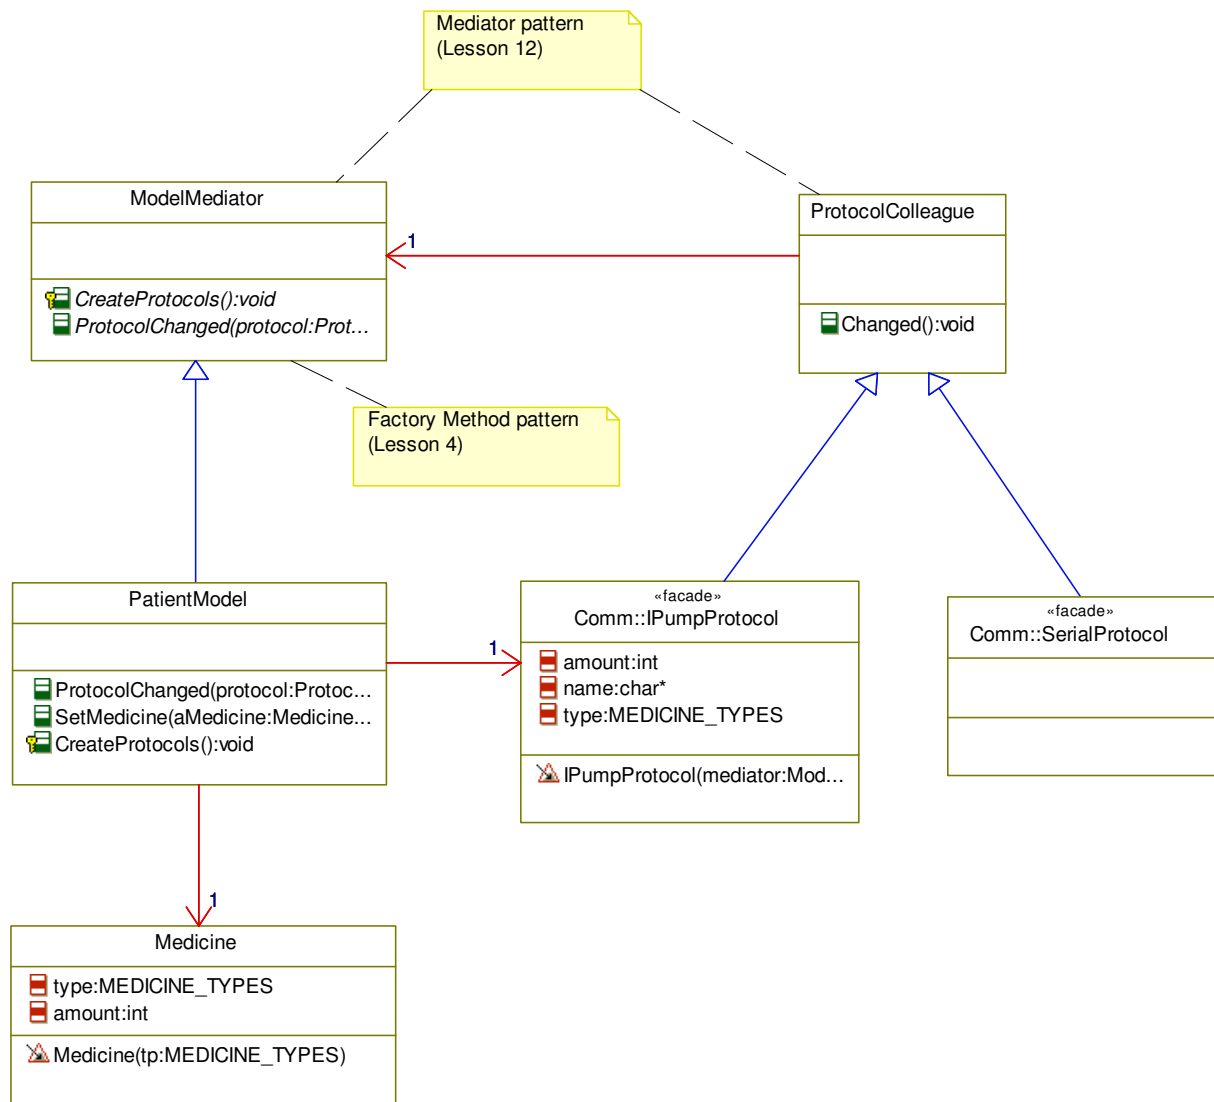 Mediator pattern
(Lesson 12)
ModelMediator
CreateProtocols():void
ProtocolChanged(protocol:Prot...
1
ProtocolColleague
Changed():void
Factory Method pattern
(Lesson 4)
PatientModel
ProtocolChanged(protocol:Protoc...
SetMedicine(aMedicine:Medicine...
CreateProtocols():void
1
«facade»
Comm::IPumpProtocol
amount:int
name:char*
type:MEDICINE_TYPES
IPumpProtocol(mediator:Mod...
«facade»
Comm::SerialProtocol
1
Medicine
type:MEDICINE_TYPES
amount:int
Medicine(tp:MEDICINE_TYPES)